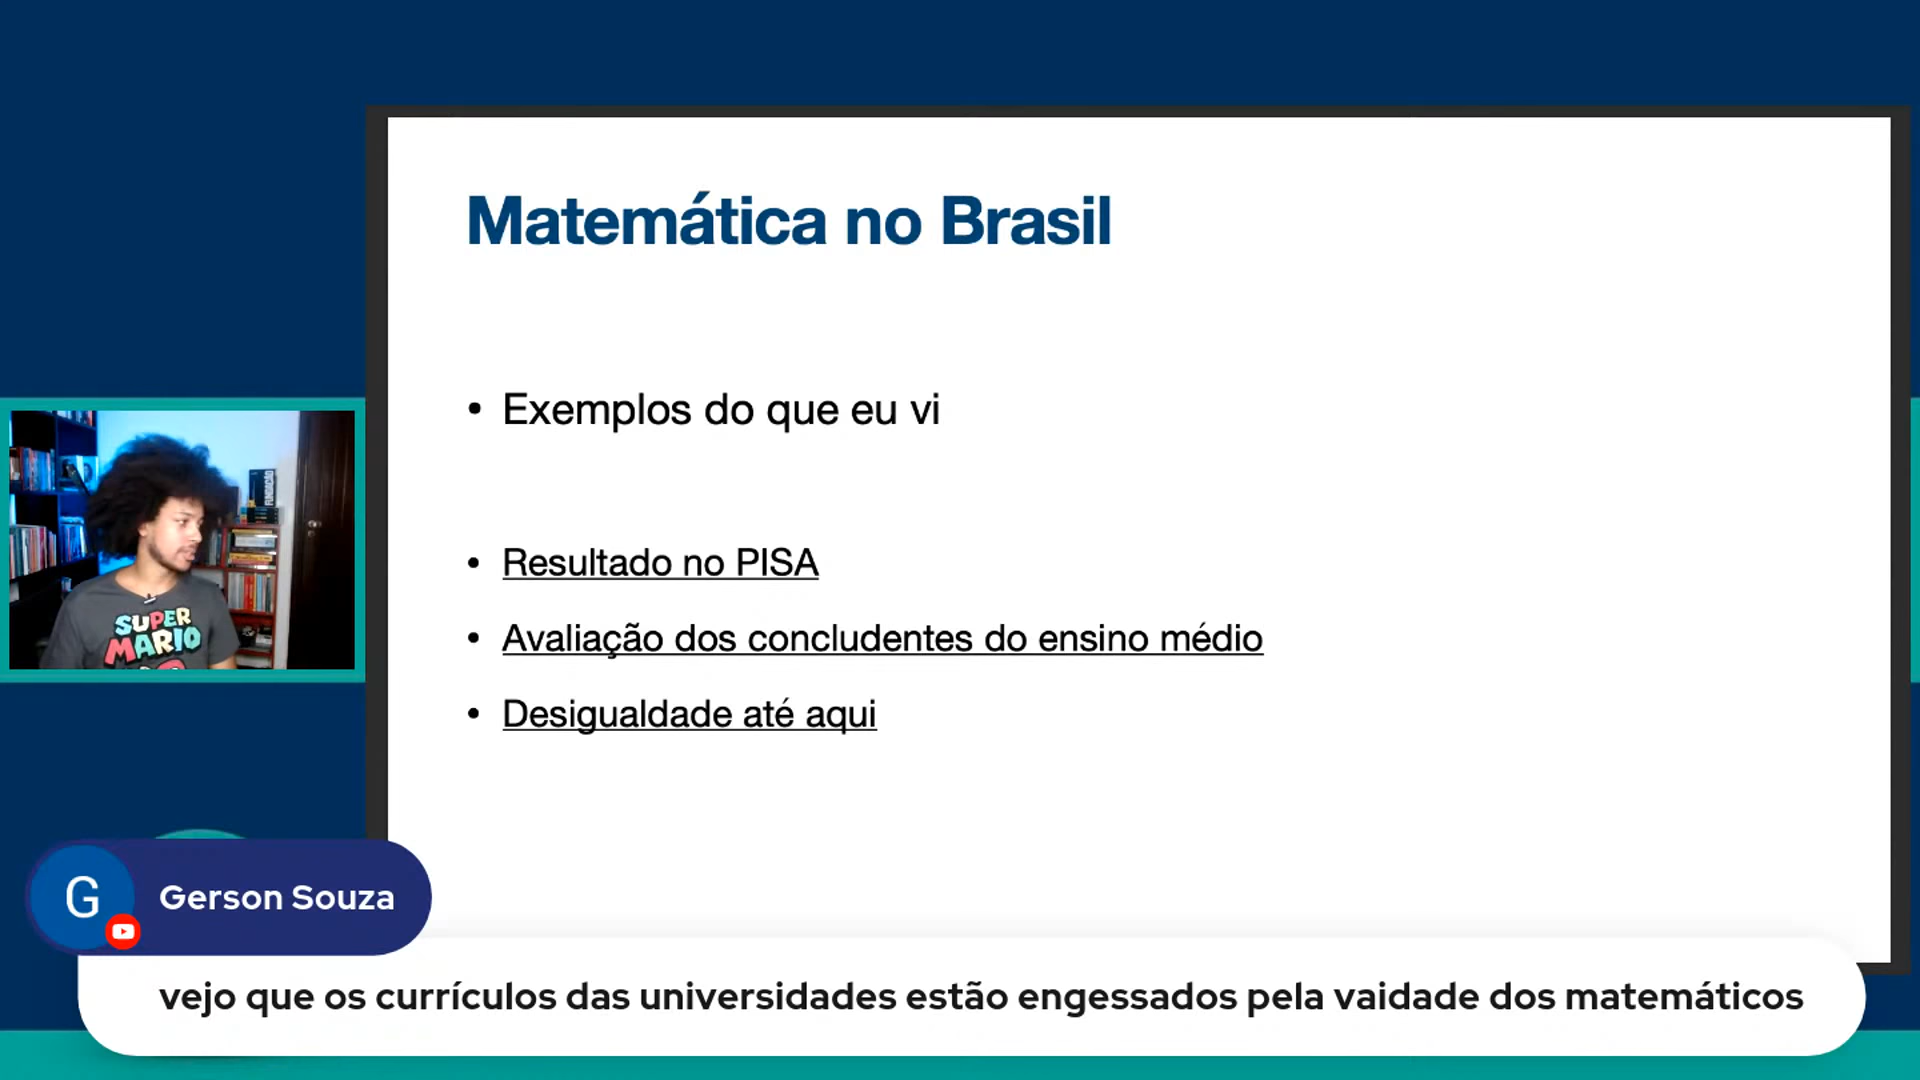 Matemática no Brasil
• Exemplos do que eu vi
• Resultado no PISA
• Avaliação dos concludentes do ensino médio
• Desigualdade até aqui
FUNDAÇÃO
SUPER
MARIO
G
Gerson Souza
vejo que os currículos das universidades estão engessados pela vaidade dos matemáticos